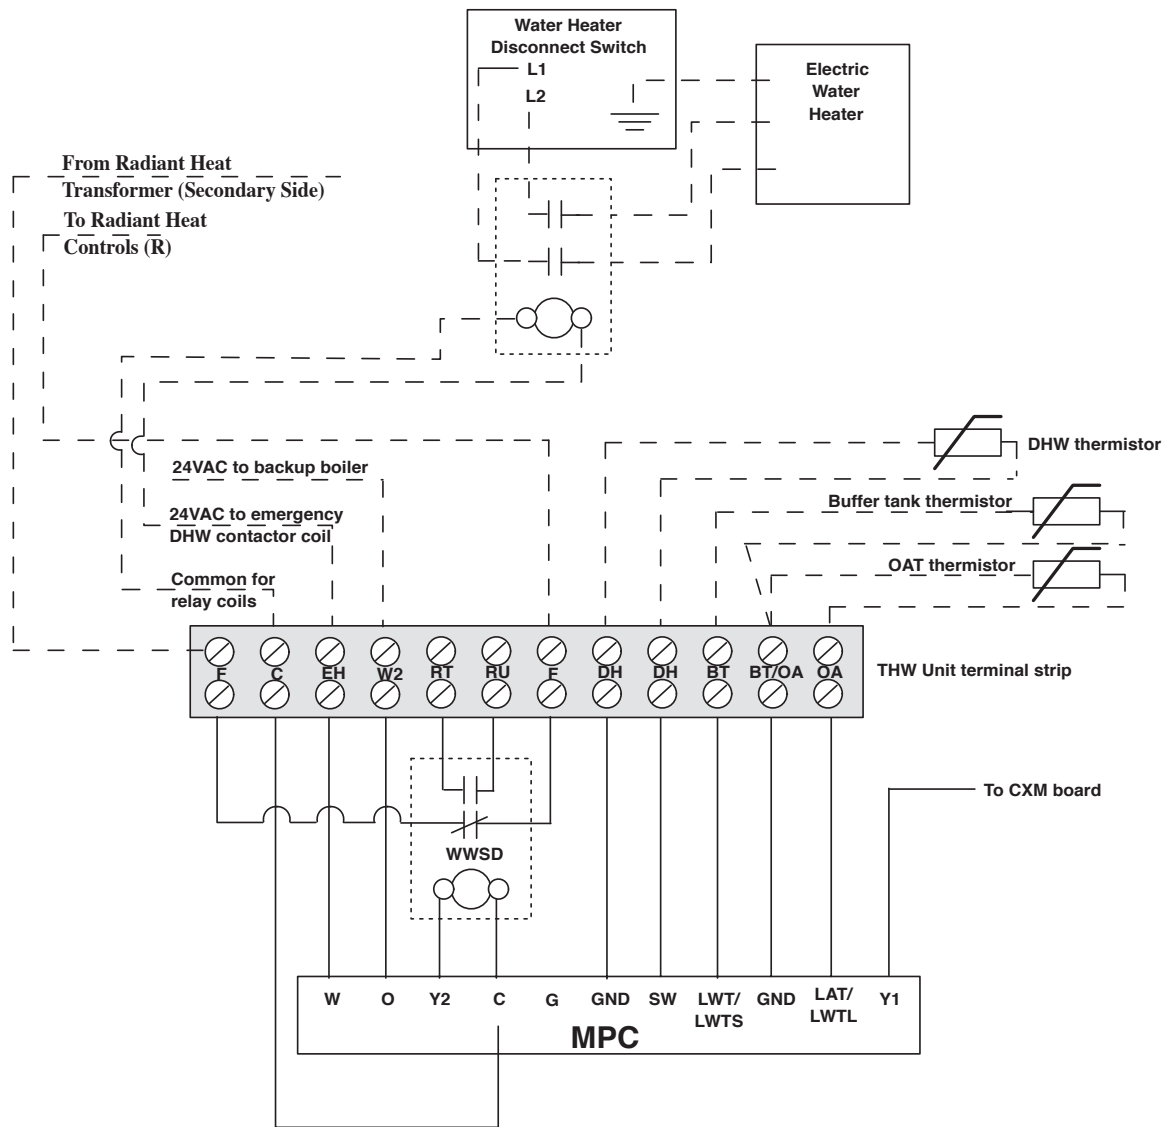 Water Heater
Disconnect Switch
L1
L2
Electric
Water
Heater
From Radiant Heat
Transformer (Secondary Side)
To Radiant Heat
Controls (R)
DHW thermistor
24VAC to backup boiler
Buffer tank thermistor
24VAC to emergency
DHW contactor coil
OAT thermistor
Common for
relay coils
F C EH W2 RT RU F DH DH BT BT/OA OA
THW Unit terminal strip
To CXM board
WWSD
W O Y2 C G GND SW LWT/ GND LAT/ Y1
LWTS LWTL
MPC